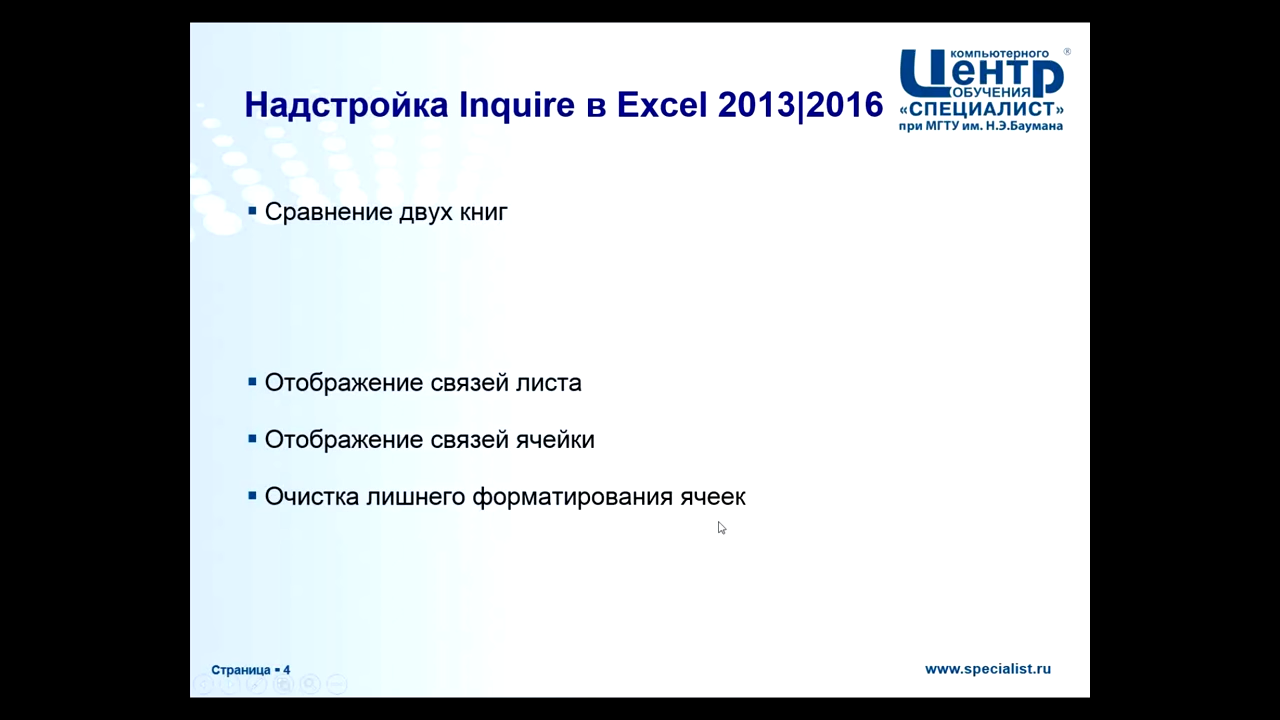 компьютерного
Центр
ОБУЧЕНИЯ
«СПЕЦИАЛИСТ»
при МГТУ им. Н.Э.Баумана
®
Надстройка Inquire в Excel 2013|2016
▪ Сравнение двух книг
▪ Отображение связей листа
▪ Отображение связей ячейки
▪ Очистка лишнего форматирования ячеек
Страница ▪ 4
www.specialist.ru